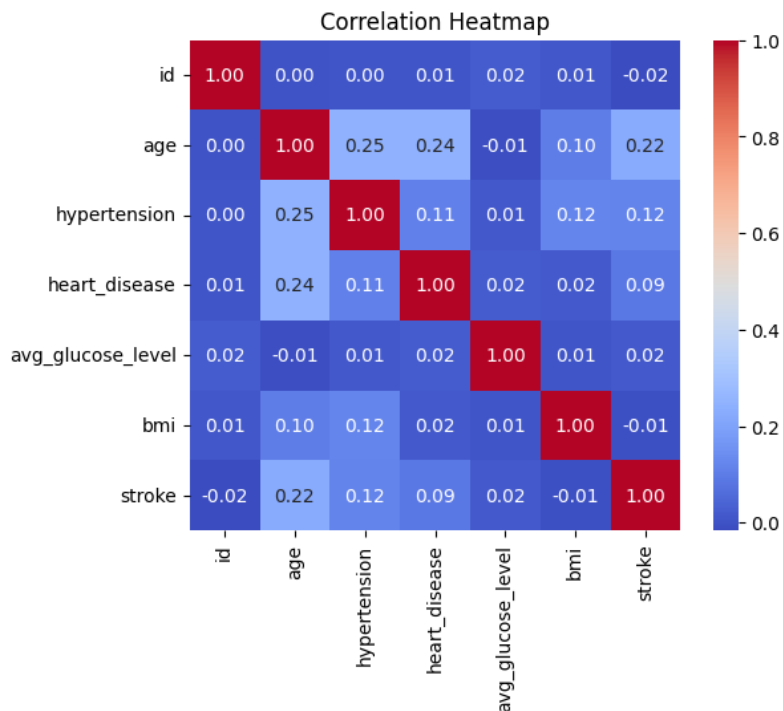 Correlation Heatmap
id 1.00 0.00 0.00 0.01 0.02 0.01 -0.02
age 0.00 1.00 0.25 0.24 -0.01 0.10 0.22
hypertension 0.00 0.25 1.00 0.11 0.01 0.12 0.12
heart_disease 0.01 0.24 0.11 1.00 0.02 0.02 0.09
avg_glucose_level 0.02 -0.01 0.01 0.02 1.00 0.01 0.02
bmi 0.01 0.10 0.12 0.02 0.01 1.00 -0.01
stroke -0.02 0.22 0.12 0.09 0.02 -0.01 1.00
id
age
hypertension
heart_disease
avg_glucose_level
bmi
stroke
1.0
0.8
0.6
0.4
0.2
0.0